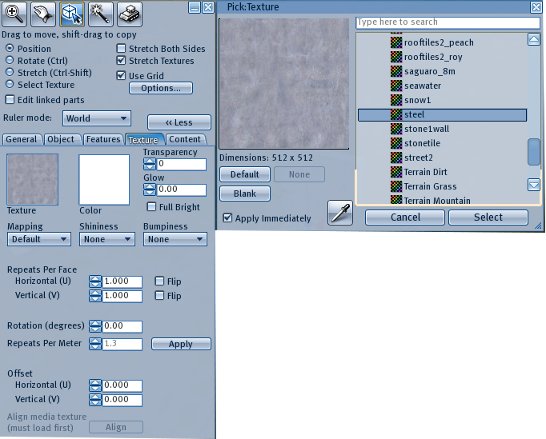 Drag to move, shift-drag to copy
Position
Rotate (Ctrl)
Stretch (Ctrl-Shift)
Select Texture
Edit linked parts
Stretch Both Sides
Stretch Textures
Use Grid
Options...
Ruler mode: World
<< Less
General Object Features Texture Content
Texture
Color
Transparency
0
Glow
0.00
Full Bright
Mapping Shininess Bumpiness
Default None None
Repeats Per Face
Horizontal (U) 1.000 Flip
Vertical (V) 1.000 Flip
Rotation (degrees) 0.00
Repeats Per Meter 1.3 Apply
Offset
Horizontal (U) 0.000
Vertical (V) 0.000
Align media texture
(must load first) Align
Pick:Texture
Dimensions: 512 x 512
Default None
Blank
Apply Immediately
Type here to search
rooftiles2_peach
rooftiles2_roy
saguaro_8m
seawater
snow1
steel
stone1wall
stonetile
street2
Terrain Dirt
Terrain Grass
Terrain Mountain
Cancel Select